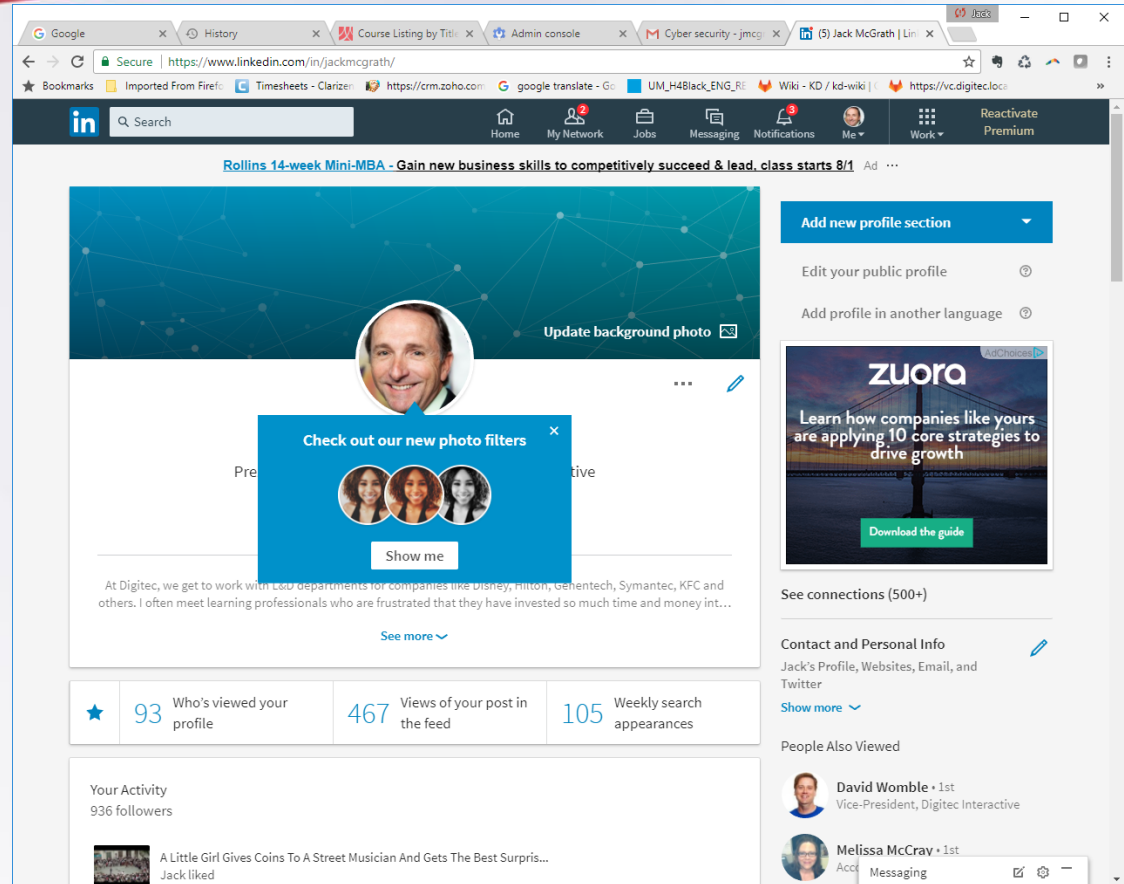 Jack
Google
History
Course Listing by Title
Admin console
Cyber security - jmcg
(5) Jack McGrath | Lin
Secure | https://www.linkedin.com/in/jackmcgrath/
Bookmarks
Imported From Firefo
Timesheets - Clarizen
https://crm.zoho.com
google translate - Go
UM_H4Black_ENG_RE
Wiki - KD / kd-wiki |
https://vc.digitec.loca
»
in
Search
Home
My Network
2
Jobs
Messaging
Notifications
3
Me
Work
Reactivate
Premium
Rollins 14-week Mini-MBA - Gain new business skills to competitively succeed & lead, class starts 8/1 Ad ...
Update background photo
Check out our new photo filters
Pre
tive
Show me
At Digitec, we get to work with L&D departments for companies like Disney, Hilton, Genentech, Symantec, KFC and
others. I often meet learning professionals who are frustrated that they have invested so much time and money int...
See more
93
Who's viewed your
profile
467
Views of your post in
the feed
105
Weekly search
appearances
Your Activity
936 followers
A Little Girl Gives Coins To A Street Musician And Gets The Best Surpris...
Jack liked
Add new profile section
Edit your public profile
Add profile in another language
AdChoices
zuora
Learn how companies like yours
are applying 10 core strategies to
drive growth
Download the guide
See connections (500+)
Contact and Personal Info
Jack's Profile, Websites, Email, and
Twitter
Show more
People Also Viewed
David Womble • 1st
Vice-President, Digitec Interactive
Melissa McCray • 1st
Acc
Messaging